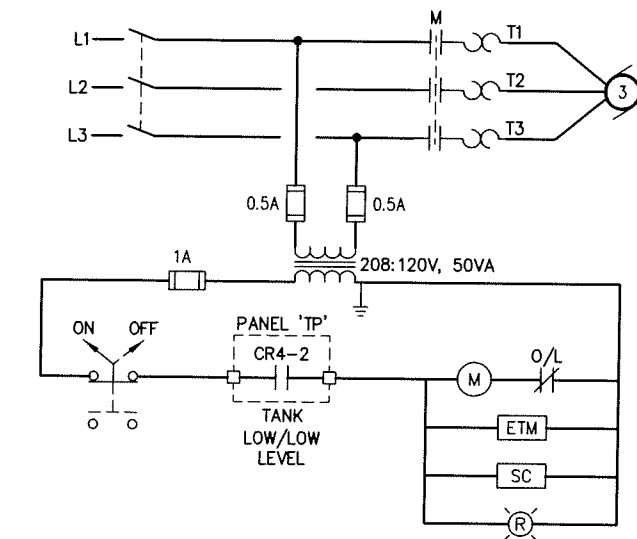 M
L1
T1
L2
T2
3
L3
T3
0.5A
0.5A
1A
208:120V, 50VA
PANEL 'TP'
ON
OFF
CR4-2
O/L
M
TANK
LOW/LOW
LEVEL
ETM
SC
R